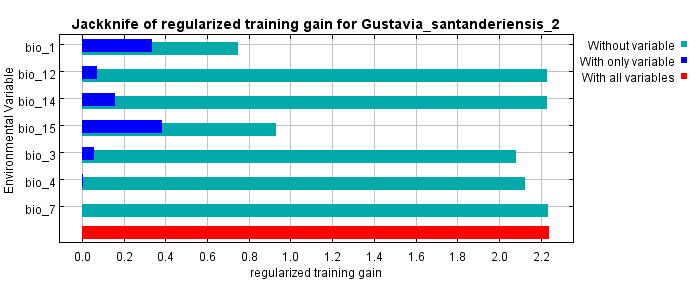 Jackknife of regularized training gain for Gustavia_santanderiensis_2
Environmental Variable
bio_1
bio_12
bio_14
bio_15
bio_3
bio_4
bio_7
Without variable
With only variable
With all variables
0.0 0.2 0.4 0.6 0.8 1.0 1.2 1.4 1.6 1.8 2.0 2.2
regularized training gain